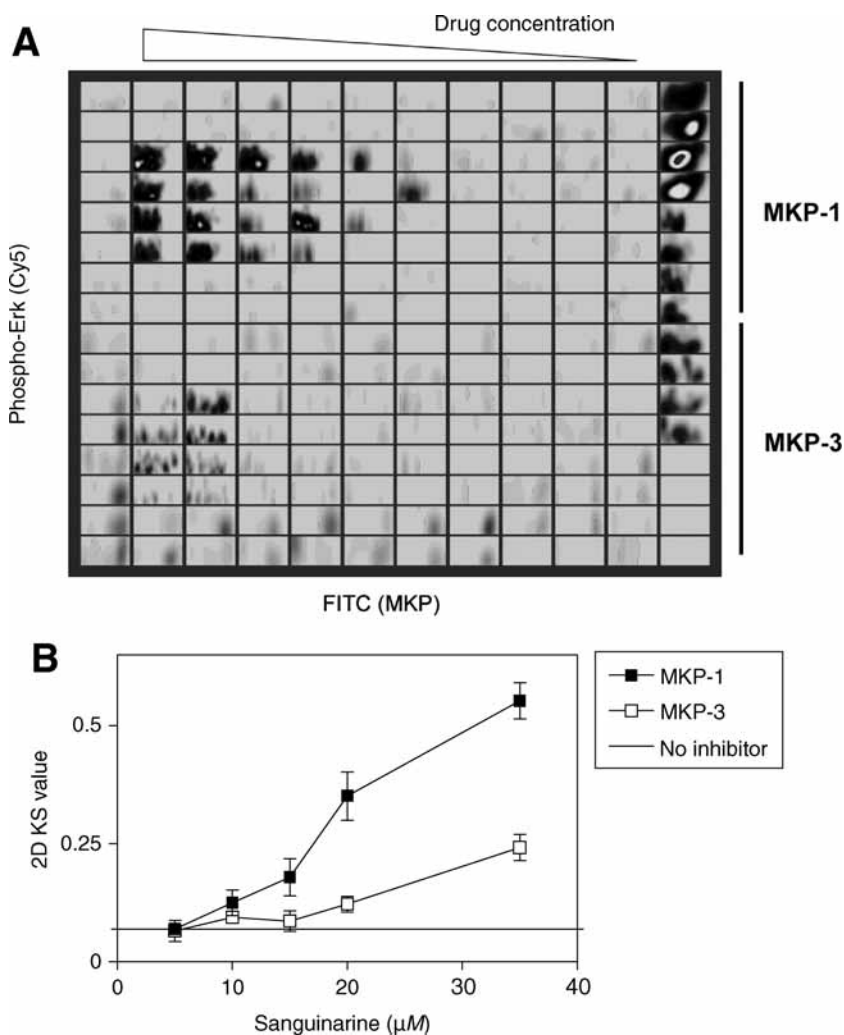 A
Drug concentration
Phospho-Erk (Cy5)
MKP-1
MKP-3
FITC (MKP)
B
2D KS value
0.5
0.25
0
0 10 20 30 40
Sanguinarine (µM)
MKP-1
MKP-3
No inhibitor